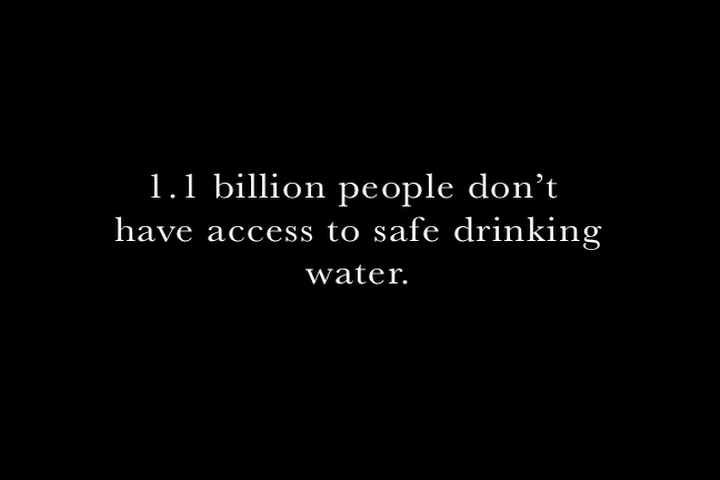 1.1 billion people don’t
have access to safe drinking
water.